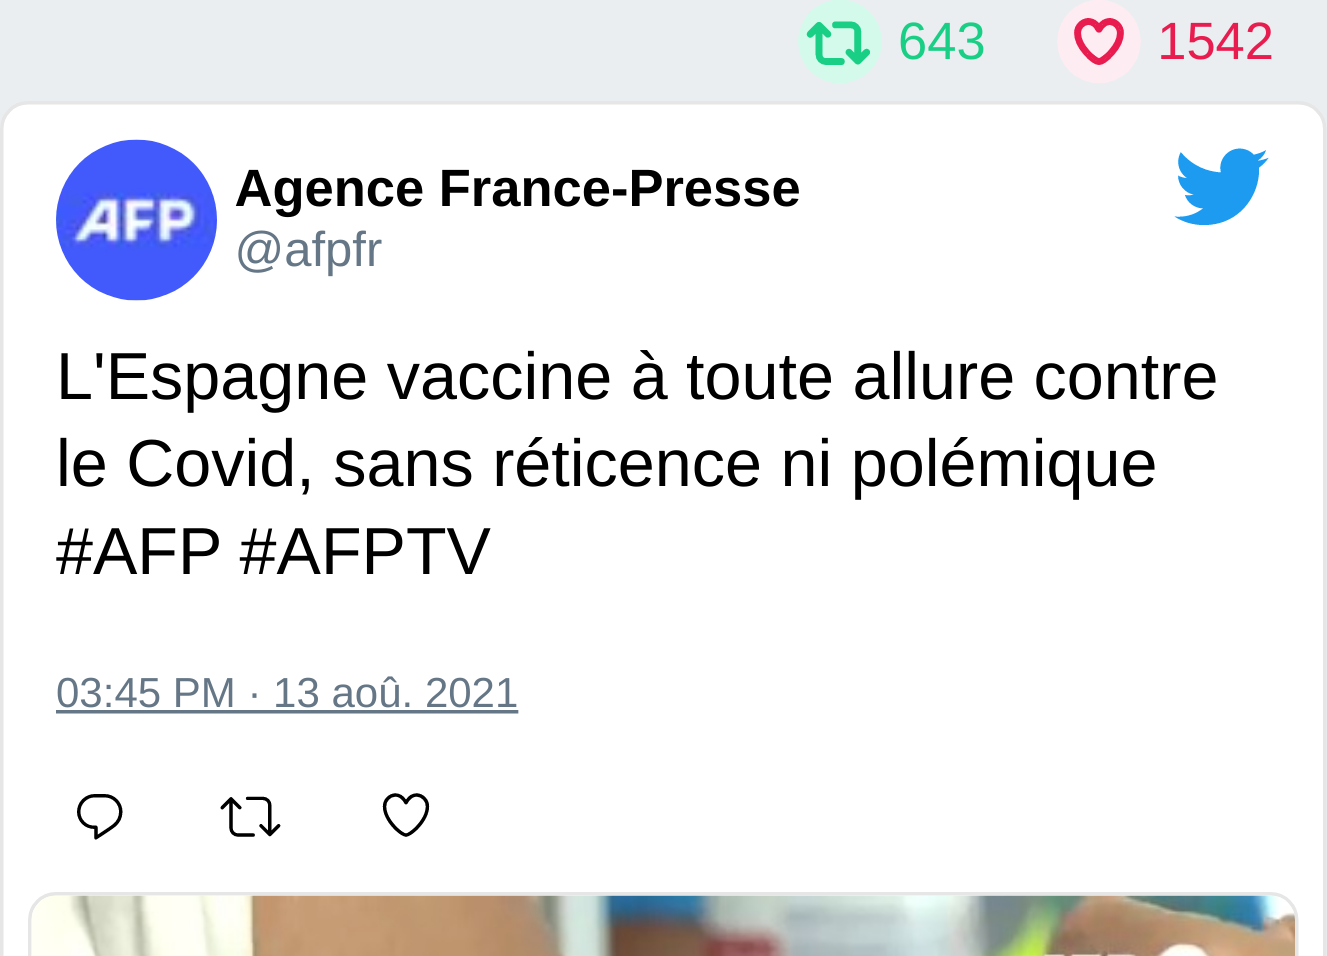 643 1542
AFP
Agence France-Presse
@afpfr
L'Espagne vaccine à toute allure contre
le Covid, sans réticence ni polémique
#AFP #AFPTV
03:45 PM · 13 aoû. 2021